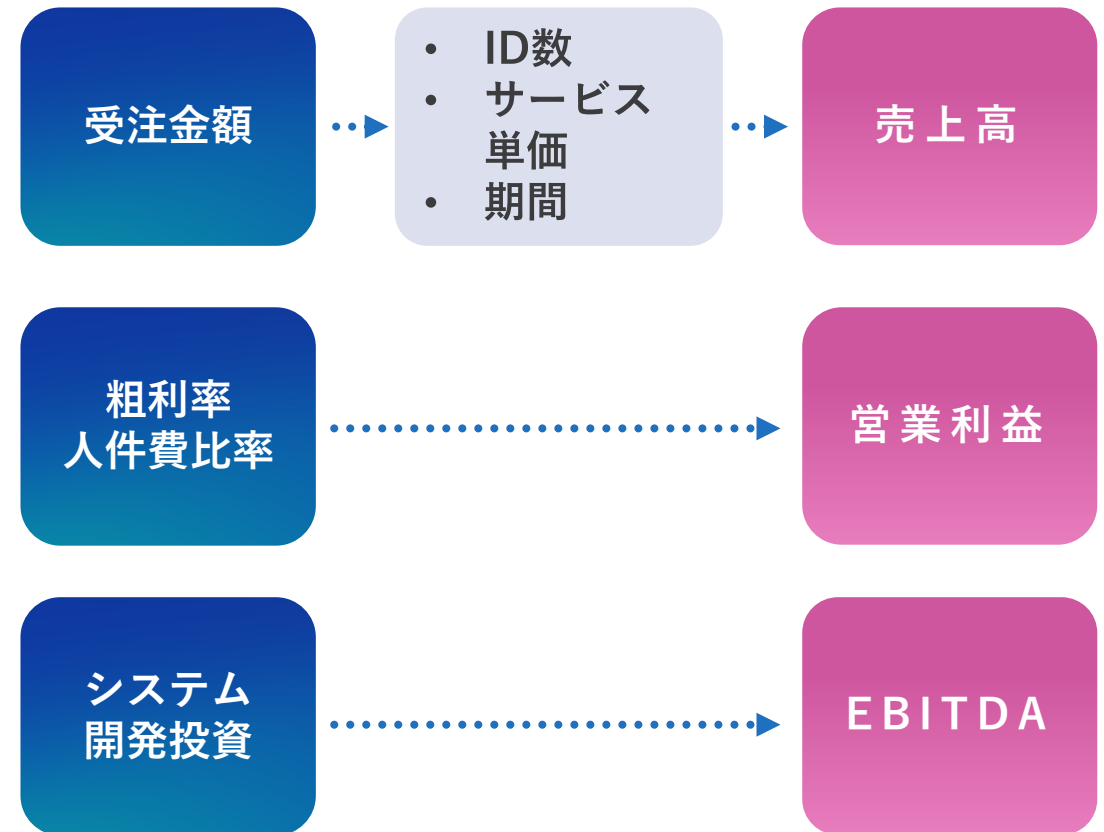 受注金額
• ID数
• サービス
単価
• 期間
売上高
粗利率
人件費比率
営業利益
システム
開発投資
EBITDA